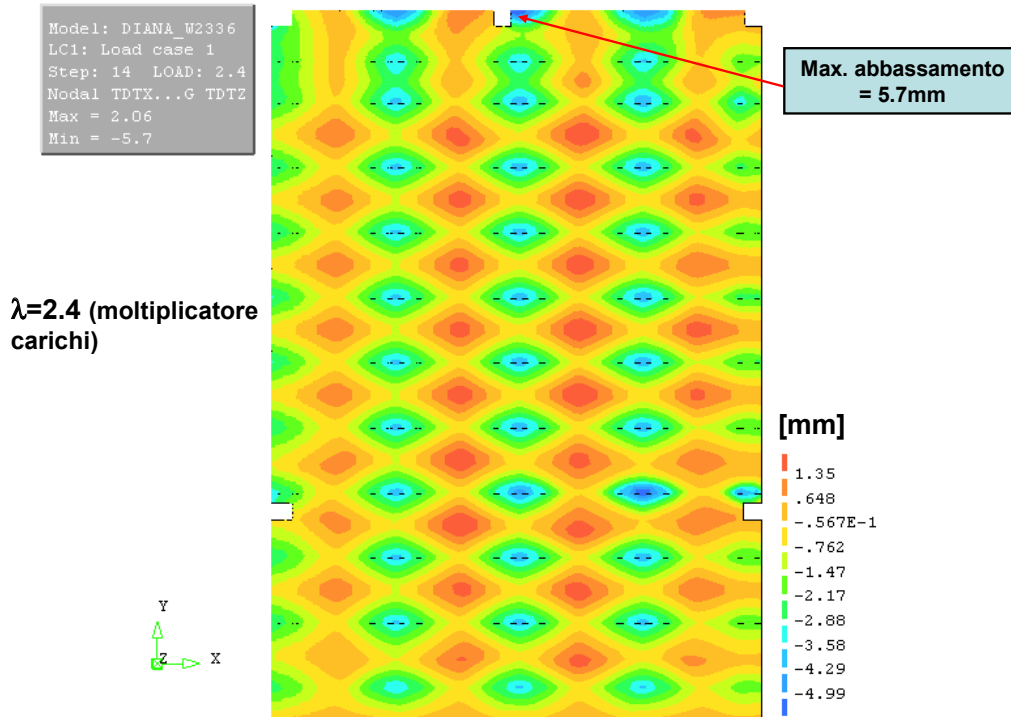 Model: DIANA_W2336
LC1: Load case 1
Step: 14 LOAD: 2.4
Nodal TDTX...G TDTZ
Max = 2.06
Min = -5.7
Max. abbassamento
= 5.7mm
λ=2.4 (moltiplicatore
carichi)
[mm]
1.35
.648
-.567E-1
-.762
-1.47
-2.17
-2.88
-3.58
-4.29
-4.99
Y
Z X